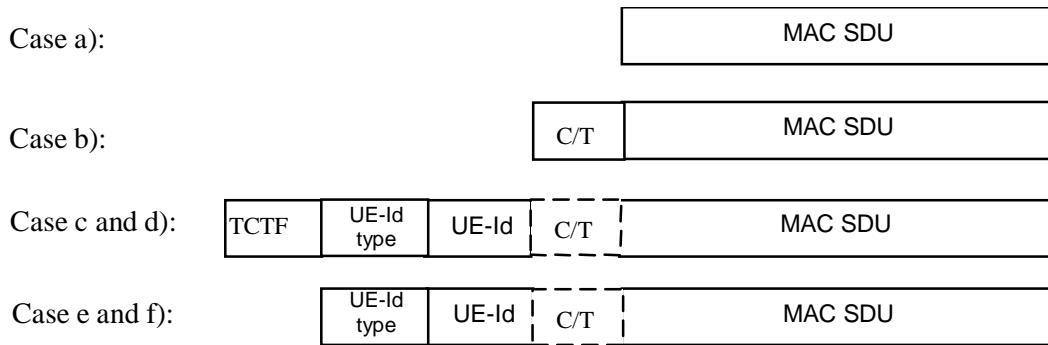 Case a): MAC SDU
Case b): C/T MAC SDU
Case c and d): TCTF UE-Id type UE-Id C/T MAC SDU
Case e and f): UE-Id type UE-Id C/T MAC SDU